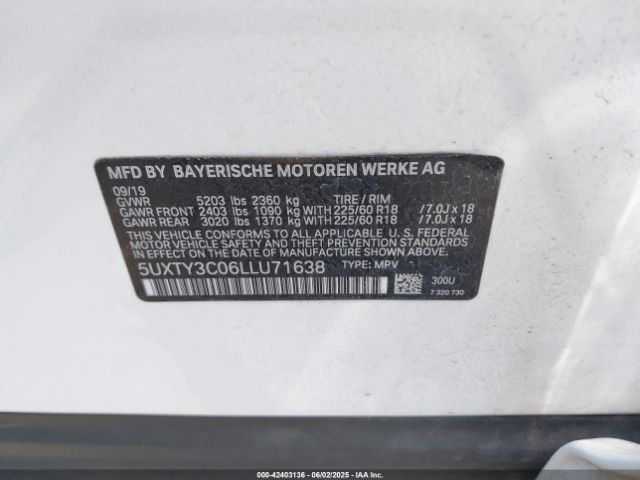 MFD BY BAYERISCHE MOTOREN WERKE AG
09/19
GVWR 5203 lbs 2360 kg TIRE / RIM
GAWR FRONT 2403 lbs 1090 kg WITH 225/60 R18 /7.0J x 18
GAWR REAR 3020 lbs 1370 kg WITH 225/60 R18 /7.0J x 18
THIS VEHICLE CONFORMS TO ALL APPLICABLE U. S. FEDERAL
MOTOR VEHICLE SAFETY AND THEFT PREVENTION STANDARDS
IN EFFECT ON THE DATE OF MANUFACTURE SHOWN ABOVE.
5UXTY3C06LLU71638 TYPE: MPV
300U
7 320 730
000-42403136 - 06/02/2025 - COPYRIGHT IAA, LLC.